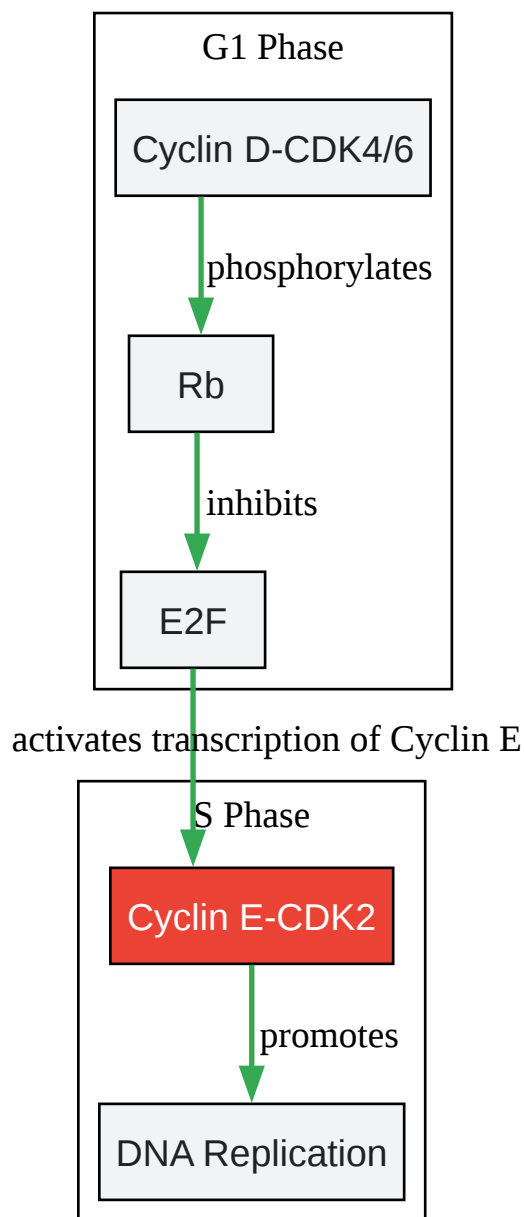 G1 Phase
Cyclin D-CDK4/6
phosphorylates
Rb
inhibits
E2F
activates transcription of Cyclin E
S Phase
Cyclin E-CDK2
promotes
DNA Replication